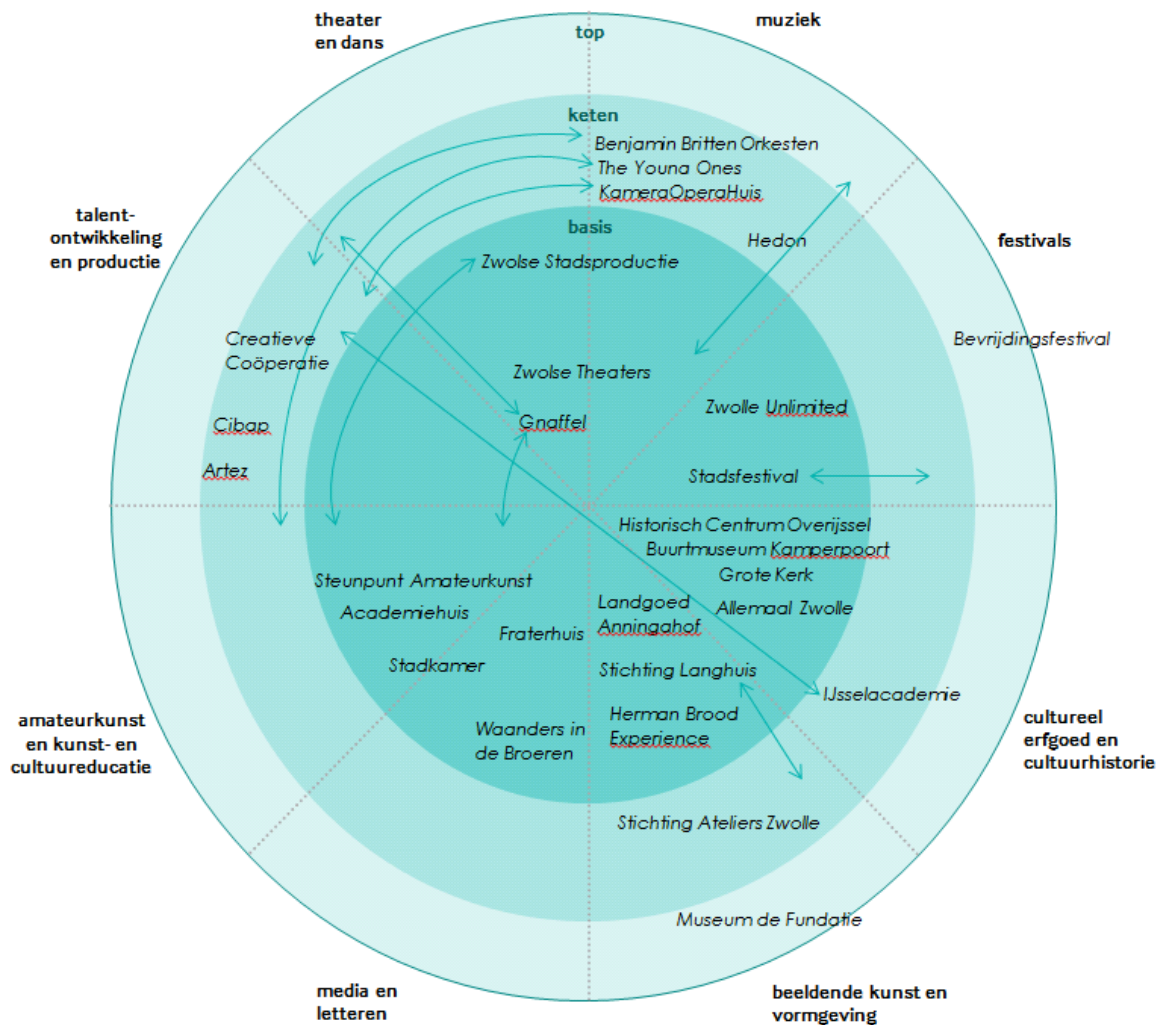 theater
en dans
muziek
top
keten
Benjamin Britten Orkesten
The Youna Ones
KameraOperaHuis
talent-
ontwikkeling
en productie
basis
Hedon
festivals
Zwolse Stadsproductie
Creatieve
Coöperatie
Bevrijdingsfestival
Zwolse Theaters
Zwolle Unlimited
Gnaffel
Cibap
Artez
Stadsfestival
Historisch Centrum Overijssel
Buurtmuseum Kamperpoort
Grote Kerk
Steunpunt Amateurkunst
Academiehuis
Landgoed
Anningahof
Allemaal Zwolle
Fraterhuis
Stadkamer
Stichting Langhuis
IJsselacademie
Waanders in
de Broeren
Herman Brood
Experience
amateurkunst
en kunst- en
cultuureducatie
cultureel
erfgoed en
cultuurhistorie
Stichting Ateliers Zwolle
Museum de Fundatie
media en
letteren
beeldende kunst en
vormgeving